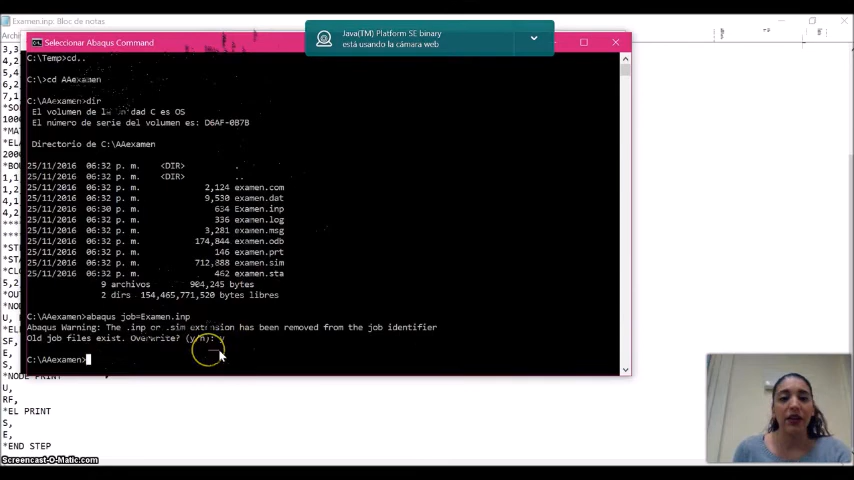 Examen.inp: Bloc de notas
Java(TM) Platform SE binary
está usando la cámara web
Seleccionar Abaqus Command
C:\Temp>cd..
C:\>cd AAexamen
C:\AAexamen>dir
El volumen de la unidad C es OS
El número de serie del volumen es: D6AF-0B7B
Directorio de C:\AAexamen
25/11/2016 06:32 p. m. <DIR> .
25/11/2016 06:32 p. m. <DIR> ..
25/11/2016 06:32 p. m. 2,124 examen.com
25/11/2016 06:32 p. m. 9,530 examen.dat
25/11/2016 06:30 p. m. 634 Examen.inp
25/11/2016 06:32 p. m. 336 examen.log
25/11/2016 06:32 p. m. 3,281 examen.msg
25/11/2016 06:32 p. m. 174,844 examen.odb
25/11/2016 06:32 p. m. 146 examen.prt
25/11/2016 06:32 p. m. 712,888 examen.sim
25/11/2016 06:32 p. m. 462 examen.sta
9 archivos 904,245 bytes
2 dirs 154,465,771,520 bytes libres
C:\AAexamen>abaqus job=Examen.inp
Abaqus Warning: The .inp or .sim extension has been removed from the job identifier
Old job files exist. Overwrite? (y/n): y
C:\AAexamen>
*NODE PRINT
U,
RF,
*EL PRINT
S,
E,
*END STEP
Screencast-O-Matic.com